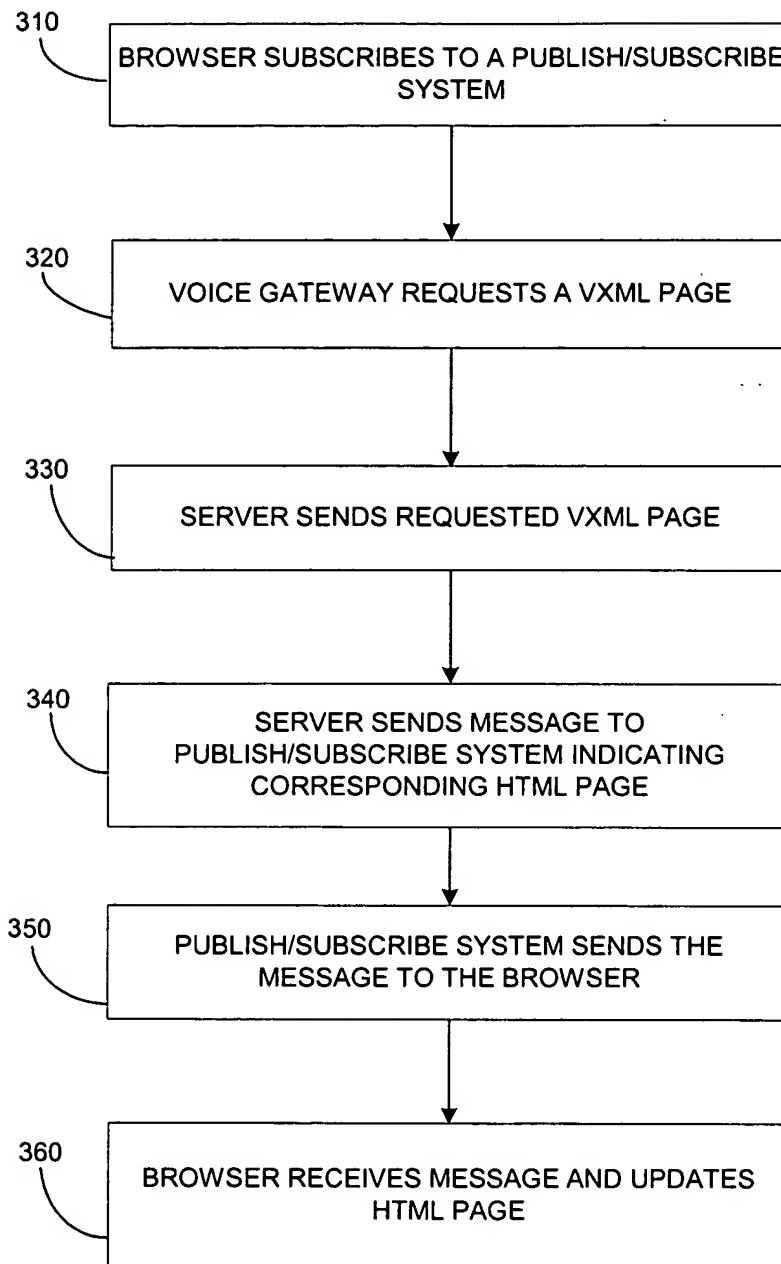 310
BROWSER SUBSCRIBES TO A PUBLISH/SUBSCRIBE
SYSTEM
320
VOICE GATEWAY REQUESTS A VXML PAGE
330
SERVER SENDS REQUESTED VXML PAGE
340
SERVER SENDS MESSAGE TO
PUBLISH/SUBSCRIBE SYSTEM INDICATING
CORRESPONDING HTML PAGE
350
PUBLISH/SUBSCRIBE SYSTEM SENDS THE
MESSAGE TO THE BROWSER
360
BROWSER RECEIVES MESSAGE AND UPDATES
HTML PAGE